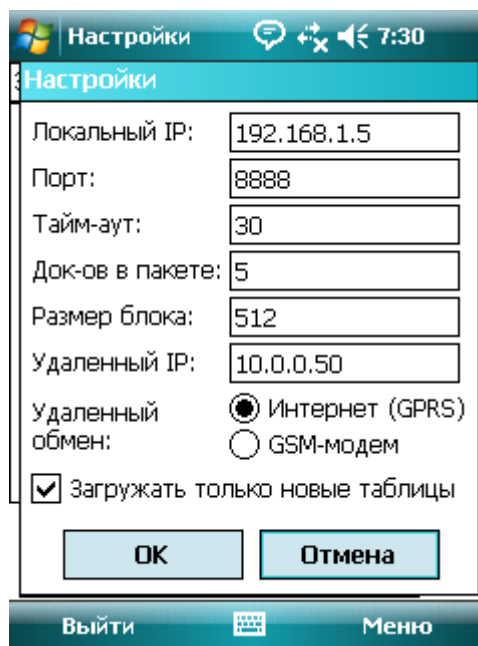 Настройки 7:30
Настройки
Локальный IP: 192.168.1.5
Порт: 8888
Тайм-аут: 30
Док-ов в пакете: 5
Размер блока: 512
Удаленный IP: 10.0.0.50
Удаленный обмен: Интернет (GPRS)
GSM-модем
Загружать только новые таблицы
ОК Отмена
Выйти Меню